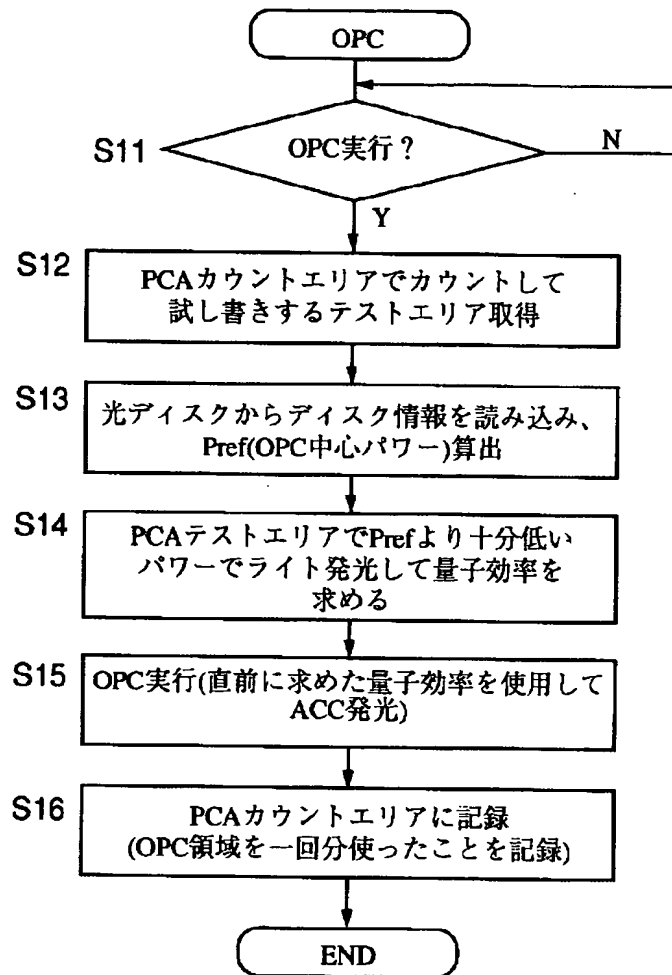 OPC
S11
OPC実行？
N
Y
S12
PCAカウントエリアでカウントして
試し書きするテストエリア取得
S13
光ディスクからディスク情報を読み込み、
Pref(OPC中心パワー)算出
S14
PCAテストエリアでPrefより十分低い
パワーでライト発光して量子効率を
求める
S15
OPC実行(直前に求めた量子効率を使用して
ACC発光)
S16
PCAカウントエリアに記録
(OPC領域を一回分使ったことを記録)
END